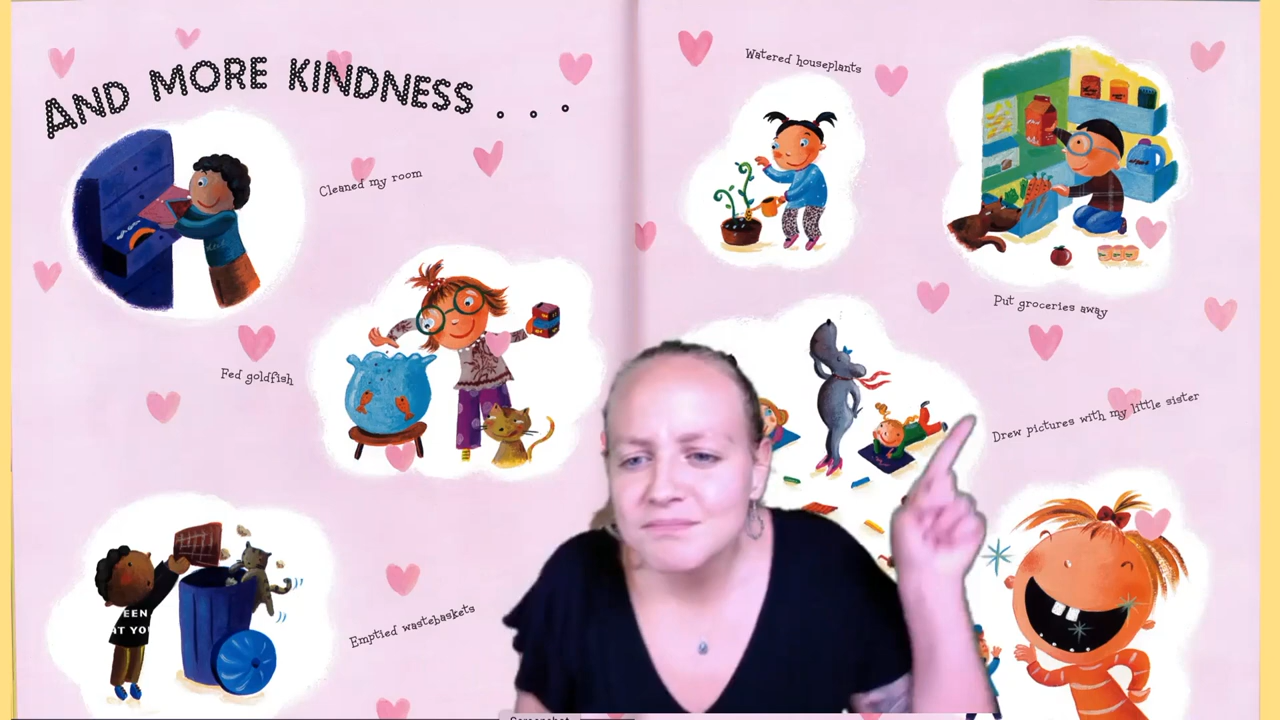 AND MORE KINDNESS . . .
Cleaned my room
Fed goldfish
Emptied wastebaskets
Watered houseplants
Put groceries away
Drew pictures with my little sister